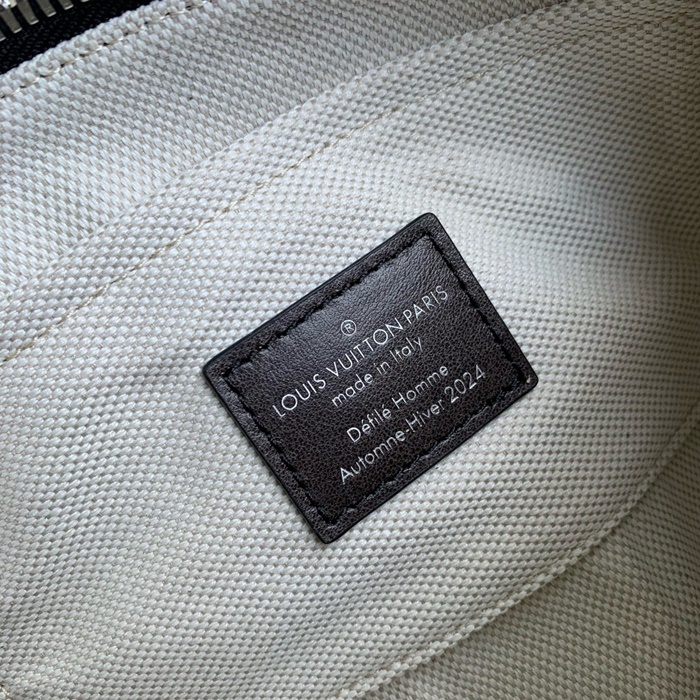 ®
LOUIS VUITTON·PARIS
made in Italy
Défilé Homme
Automne-Hiver 2024